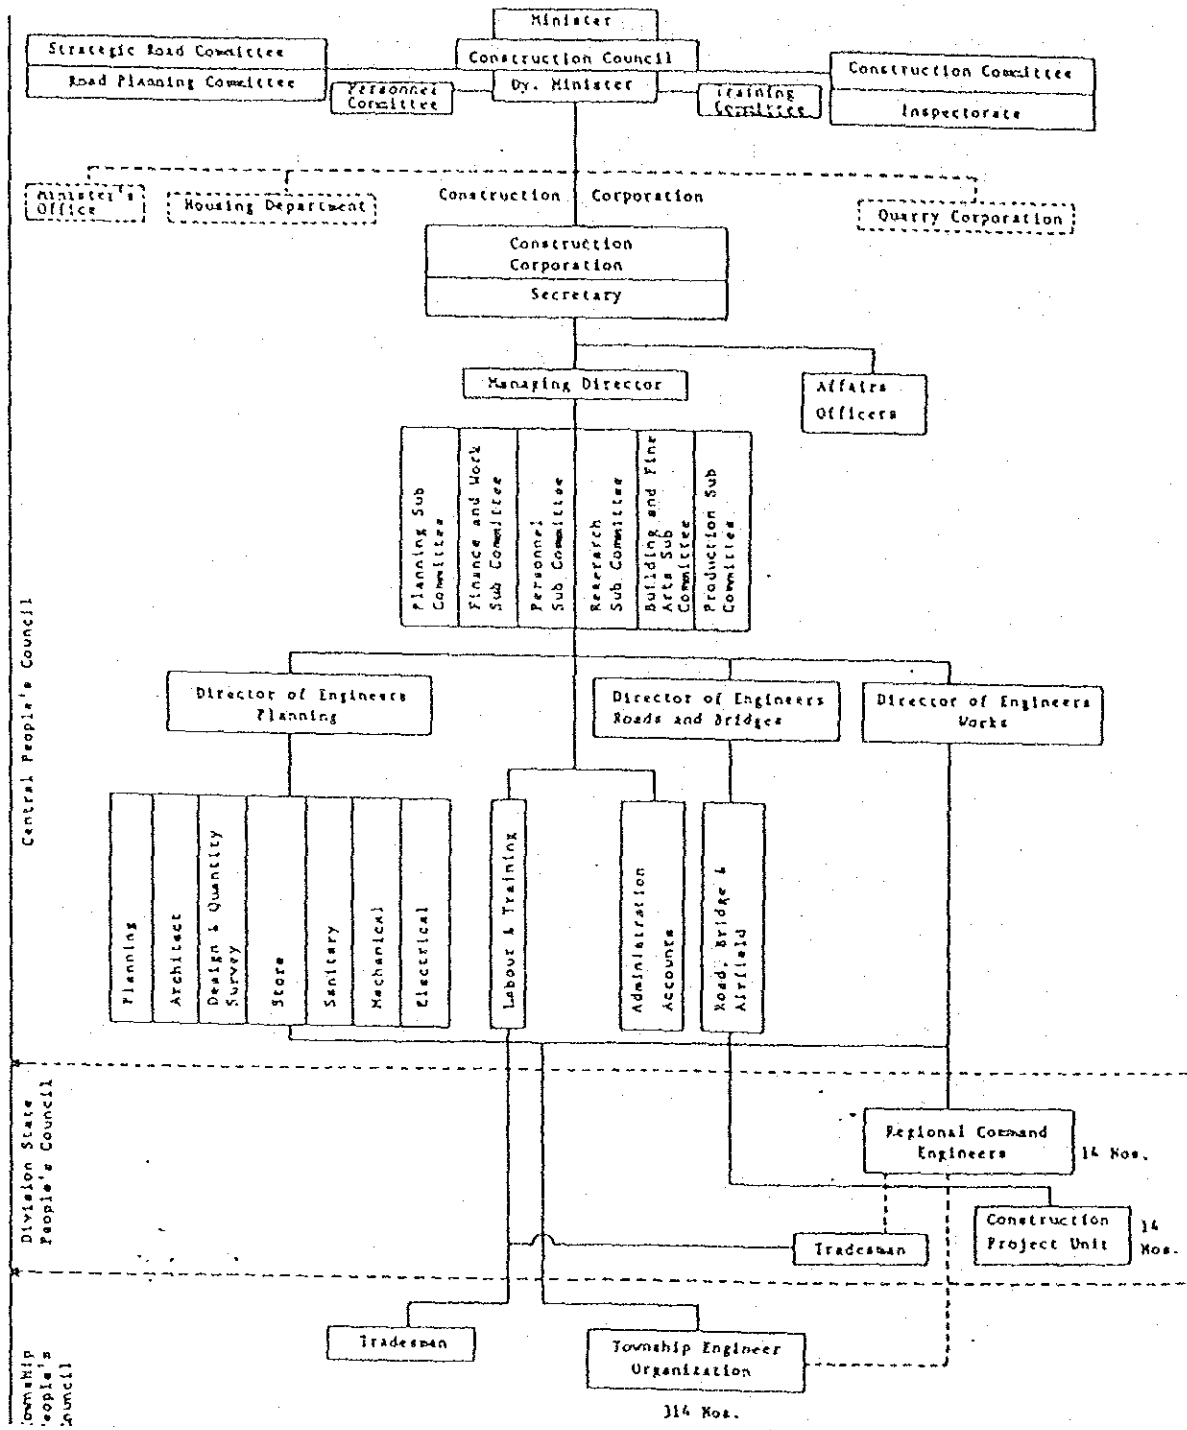 Minister
Strategic Road Committee
Construction Council
Construction Committee
Road Planning Committee
Personnel
Committee
Dy. Minister
Training
Committee
Inspectorate
Minister's
Office
Housing Department
Construction Corporation
Quarry Corporation
Construction
Corporation
Secretary
Managing Director
Affairs
Officers
Planning Sub
Committee
Finance and Work
Sub Committee
Personnel
Sub Committee
Research
Sub Committee
Building and Fine
Arts Sub
Committee
Production Sub
Committee
Central People's Council
Director of Engineers
Planning
Director of Engineers
Roads and Bridges
Director of Engineers
Works
Planning
Architect
Design & Quantity
Survey
Store
Sanitary
Mechanical
Electrical
Labour & Training
Administration
Accounts
Road, Bridge &
Airfield
Division State
People's Council
Regional Command
Engineers
14 Nos.
Construction
Project Unit
14
Nos.
Tradesman
Tradesman
Township Engineer
Organization
314 Nos.
ownship
eople's
ouncil